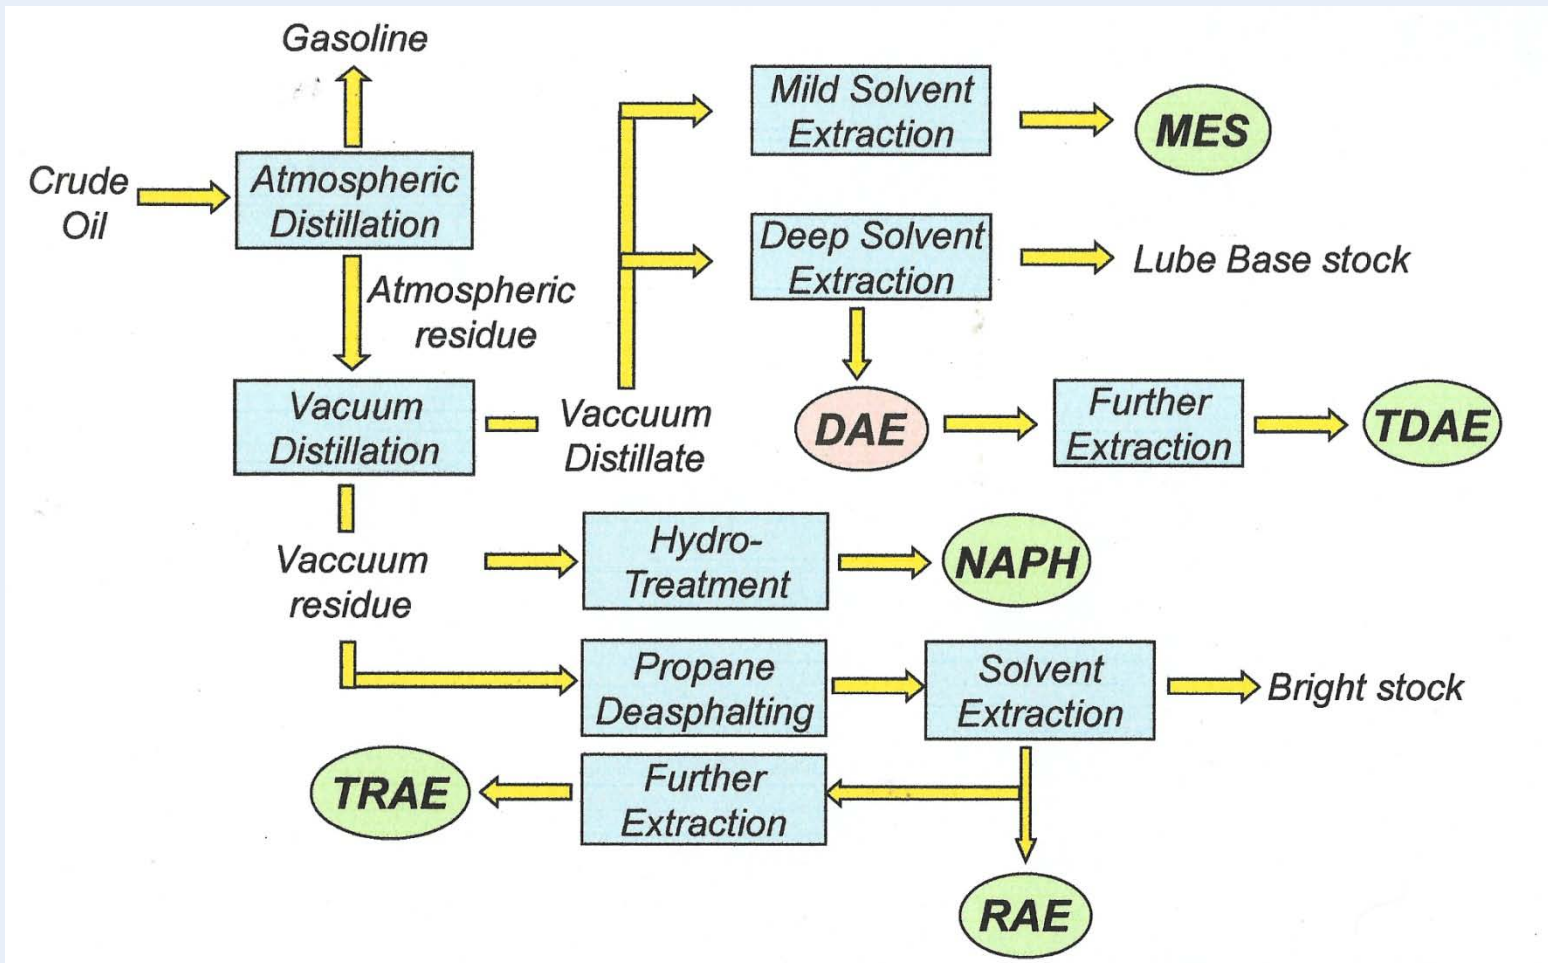 Gasoline
Crude
Oil
Atmospheric
Distillation
Atmospheric
residue
Vacuum
Distillation
Vaccuum
Distillate
Mild Solvent
Extraction
MES
Deep Solvent
Extraction
Lube Base stock
DAE
Further
Extraction
TDAE
Vaccuum
residue
Hydro-
Treatment
NAPH
Propane
Deasphalting
Solvent
Extraction
Bright stock
Further
Extraction
TRAE
RAE